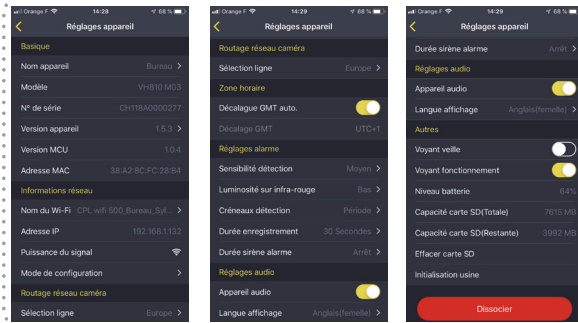 Orange F 14:28 68 %
Réglages appareil
Basique
Nom appareil Bureau
Modèle VH810 M03
N° de série CH118A0000277
Version appareil 1.5.3
Version MCU 1.0.4
Adresse MAC 38:A2:8C:FC:28:B4
Informations réseau
Nom du Wi-Fi CPL wifi 500_Bureau_Syl...
Adresse IP 192.168.1.132
Puissance du signal
Mode de configuration
Routage réseau caméra
Sélection ligne Europe
Orange F 14:29 68 %
Réglages appareil
Routage réseau caméra
Sélection ligne Europe
Zone horaire
Décalague GMT auto.
Décalage GMT UTC+1
Réglages alarme
Sensibilité détection Moyen
Luminosité sur infra-rouge Bas
Créneaux détection Période
Durée enregistrement 30 Secondes
Durée sirène alarme Arrêt
Réglages audio
Appareil audio
Langue affichage Anglais(femelle)
Orange F 14:29 68 %
Réglages appareil
Durée sirène alarme Arrêt
Réglages audio
Appareil audio
Langue affichage Anglais(femelle)
Autres
Voyant veille
Voyant fonctionnement
Niveau batterie 64%
Capacité carte SD(Totale) 7615 MB
Capacité carte SD(Restante) 3992 MB
Effacer carte SD
Initialisation usine
Dissocier